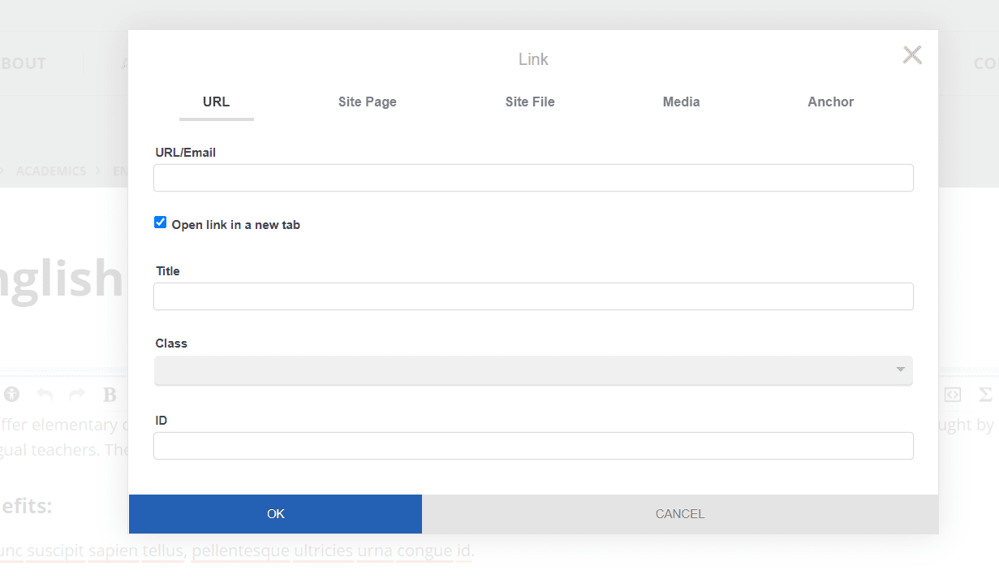 Link
BOUT
CO
URL Site Page Site File Media Anchor
URL/Email
ACADEMICS
EN
Open link in a new tab
Title
nglish
Class
B
ffer elementary
ught by
ID
gual teachers. The
efits:
OK CANCEL
unc suscipit sapien tellus, pellentesque ultricies urna congue id.